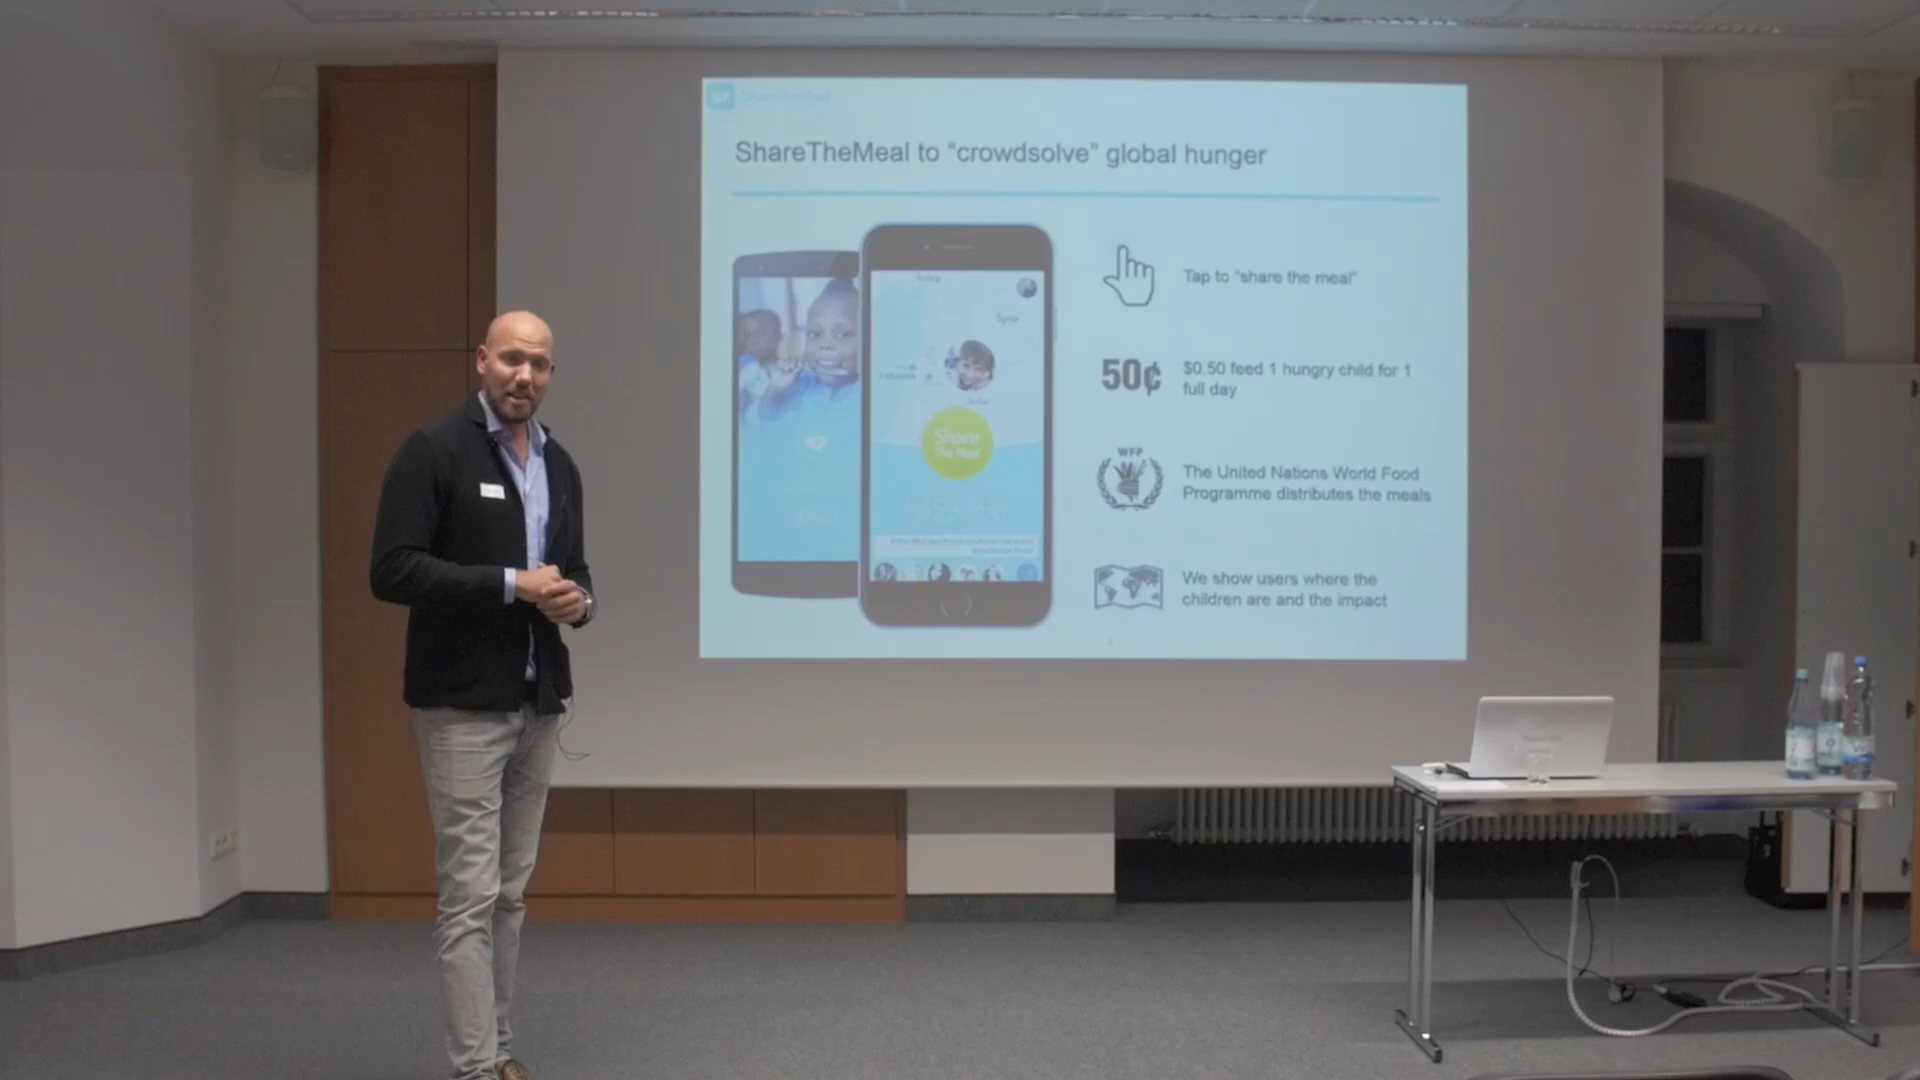 ShareTheMeal
ShareTheMeal to “crowdsolve“ global hunger
Today
Syria
Lebanon
Share
The Meal
Tap to “share the meal”
50¢
$0.50 feed 1 hungry child for 1
full day
WFP
The United Nations World Food
Programme distributes the meals
We show users where the
children are and the impact